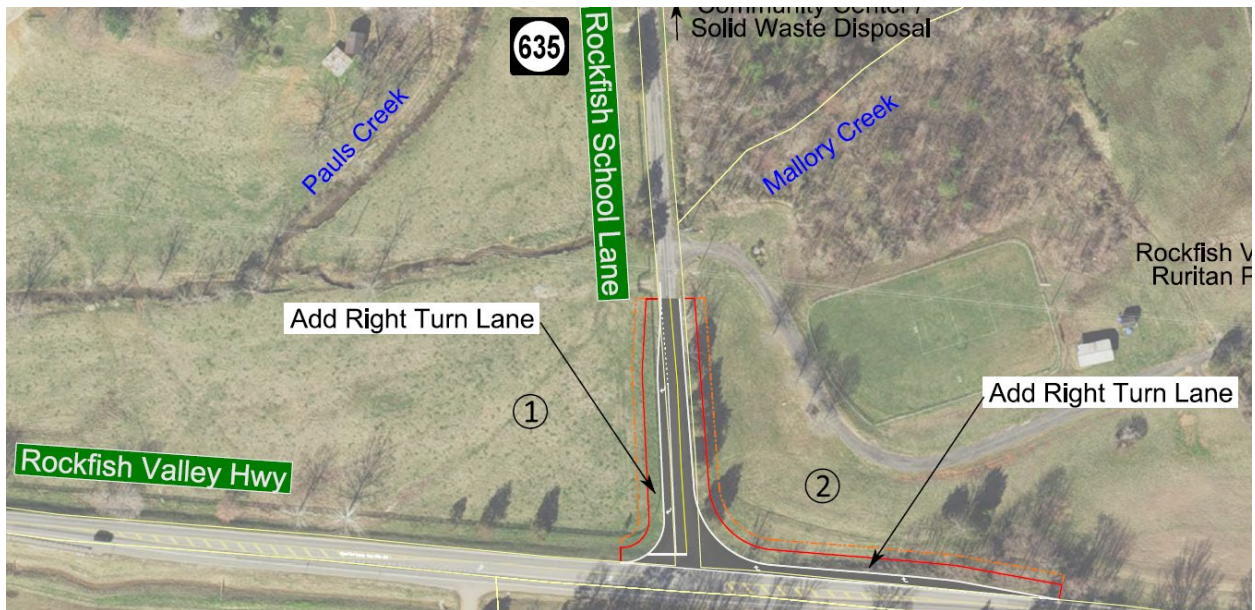 Community Center /
Solid Waste Disposal
635
Rockfish School Lane
Pauls Creek
Mallory Creek
Rockfish V
Ruritan P
Add Right Turn Lane
Add Right Turn Lane
①
②
Rockfish Valley Hwy